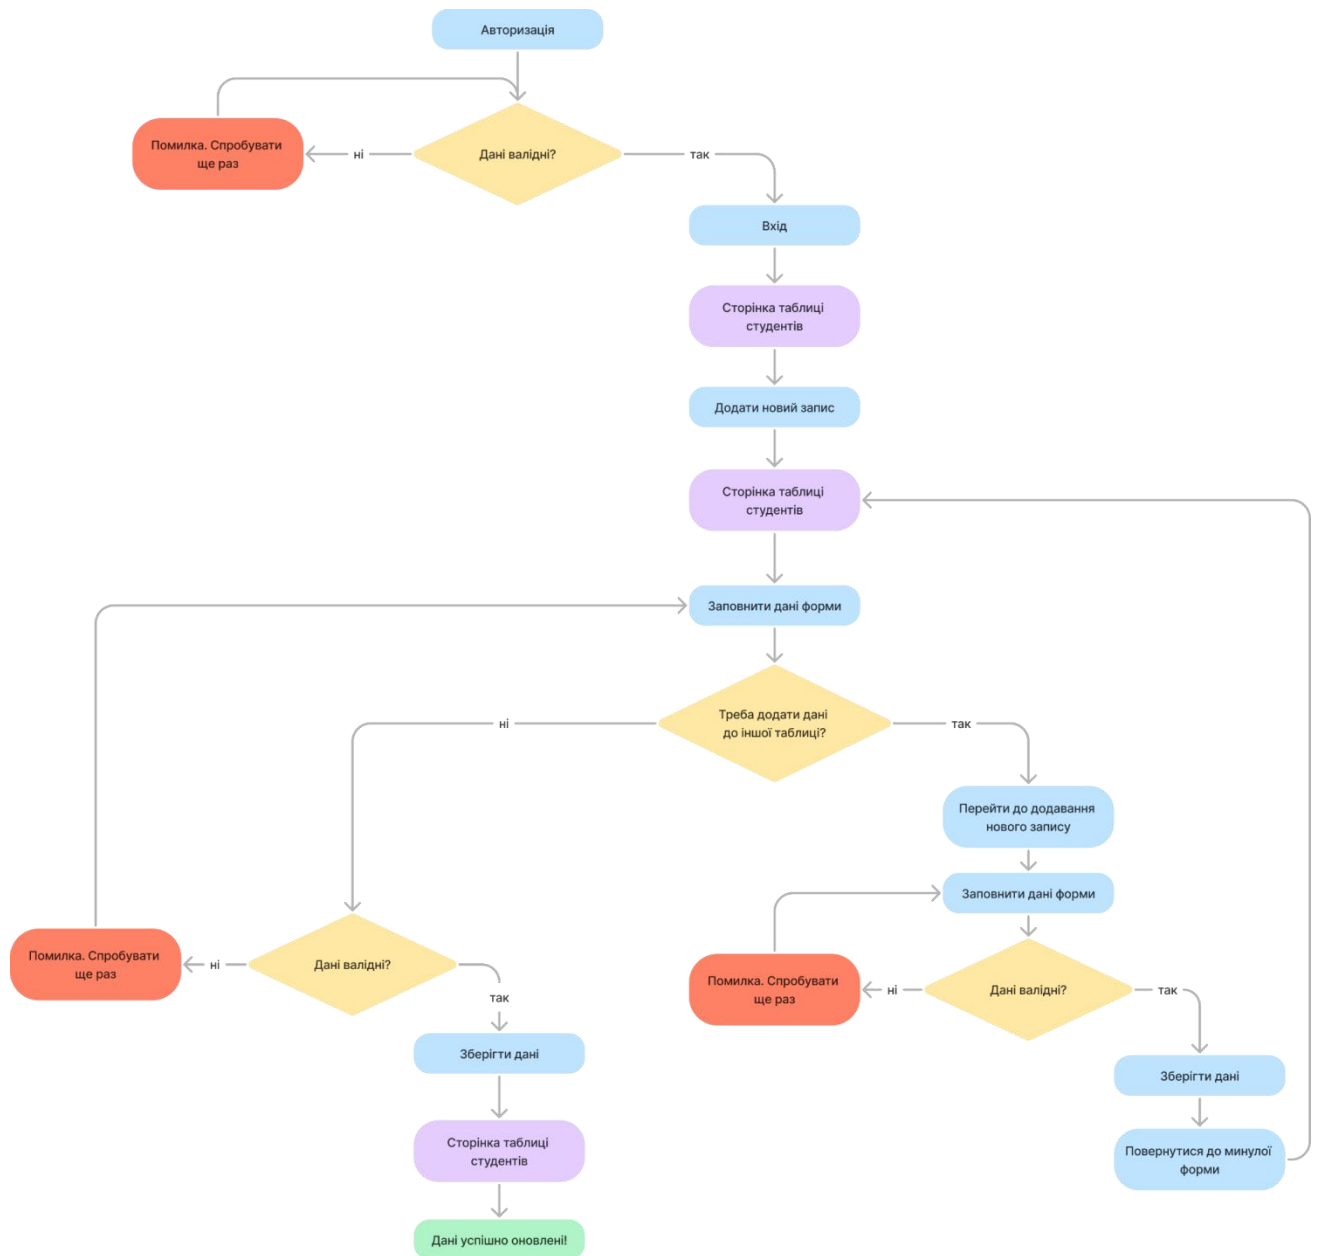 Авторизація
Помилка. Спробувати
ще раз
ні
Дані валідні?
так
Вхід
Сторінка таблиці
студентів
Додати новий запис
Сторінка таблиці
студентів
Заповнити дані форми
ні
Треба додати дані
до іншої таблиці?
так
Перейти до додавання
нового запису
Заповнити дані форми
Помилка. Спробувати
ще раз
ні
Дані валідні?
так
Помилка. Спробувати
ще раз
ні
Дані валідні?
так
Зберігти дані
Зберігти дані
Сторінка таблиці
студентів
Повернутися до минулої
форми
Дані успішно оновлені!